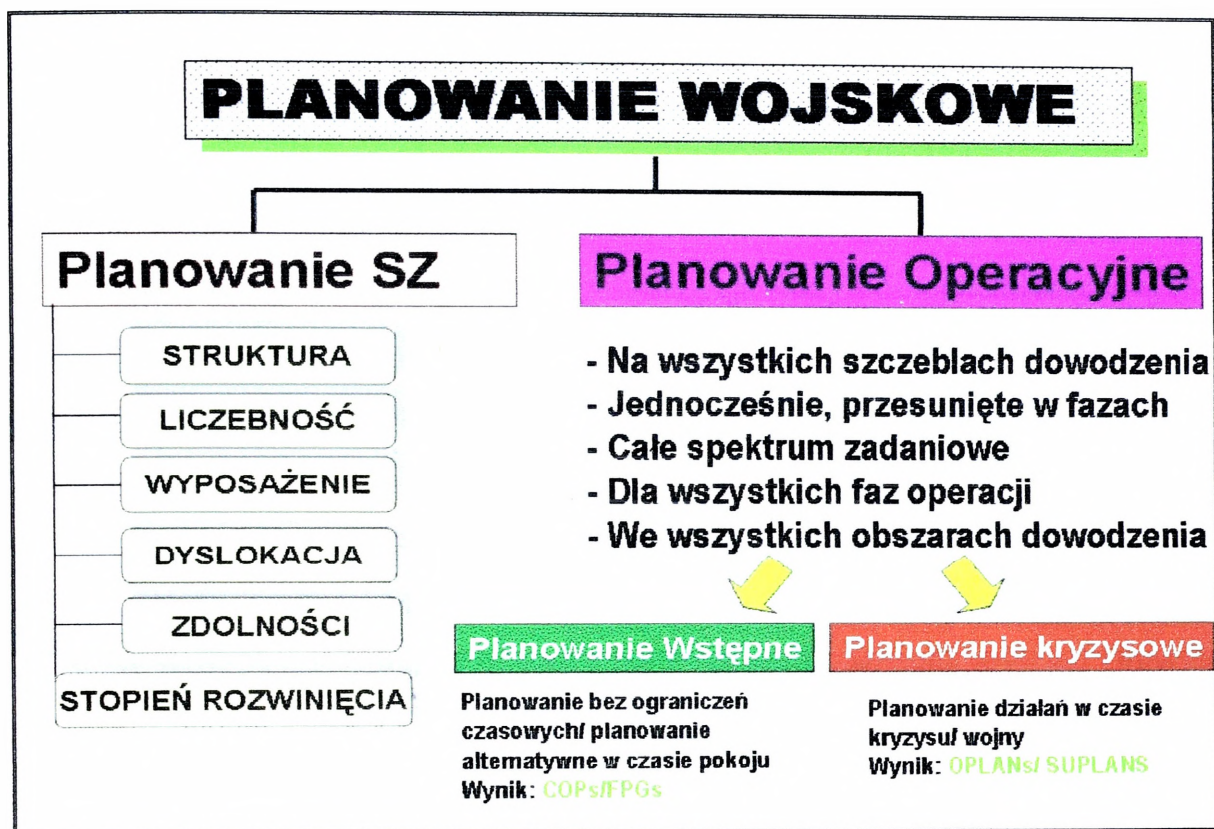 PLANOWANIE WOJSKOWE
Planowanie SZ
STRUKTURA
LICZEBNOŚĆ
WYPOSAŻENIE
DYSLOKACJA
ZDOLNOŚCI
STOPIEŃ ROZWINIĘCIA
Planowanie Operacyjne
- Na wszystkich szczeblach dowodzenia
- Jednocześnie, przesunięte w fazach
- Całe spektrum zadaniowe
- Dla wszystkich faz operacji
- We wszystkich obszarach dowodzenia
Planowanie Wstępne
Planowanie bez ograniczeń
czasowych/ planowanie
alternatywne w czasie pokoju
Wynik: COPs/FPGs
Planowanie kryzysowe
Planowanie działań w czasie
kryzysu/ wojny
Wynik: OPLANs/ SUPLANS